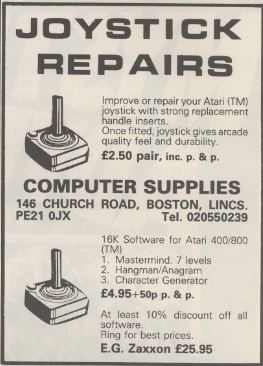 JOYSTICK
REPAIRS
Improve or repair your Atari (TM)
joystick with strong replacement
handle inserts.
Once fitted, joystick gives arcade
quality feel and durability.
£2.50 pair, inc. p. & p.
COMPUTER SUPPLIES
146 CHURCH ROAD, BOSTON, LINCS.
PE21 0JX Tel. 020550239
16K Software for Atari 400/800
(TM)
1. Mastermind. 7 levels
2. Hangman/Anagram
3. Character Generator
£4.95+50p p. & p.
At least 10% discount off all
software.
Ring for best prices.
E.G. Zaxxon £25.95